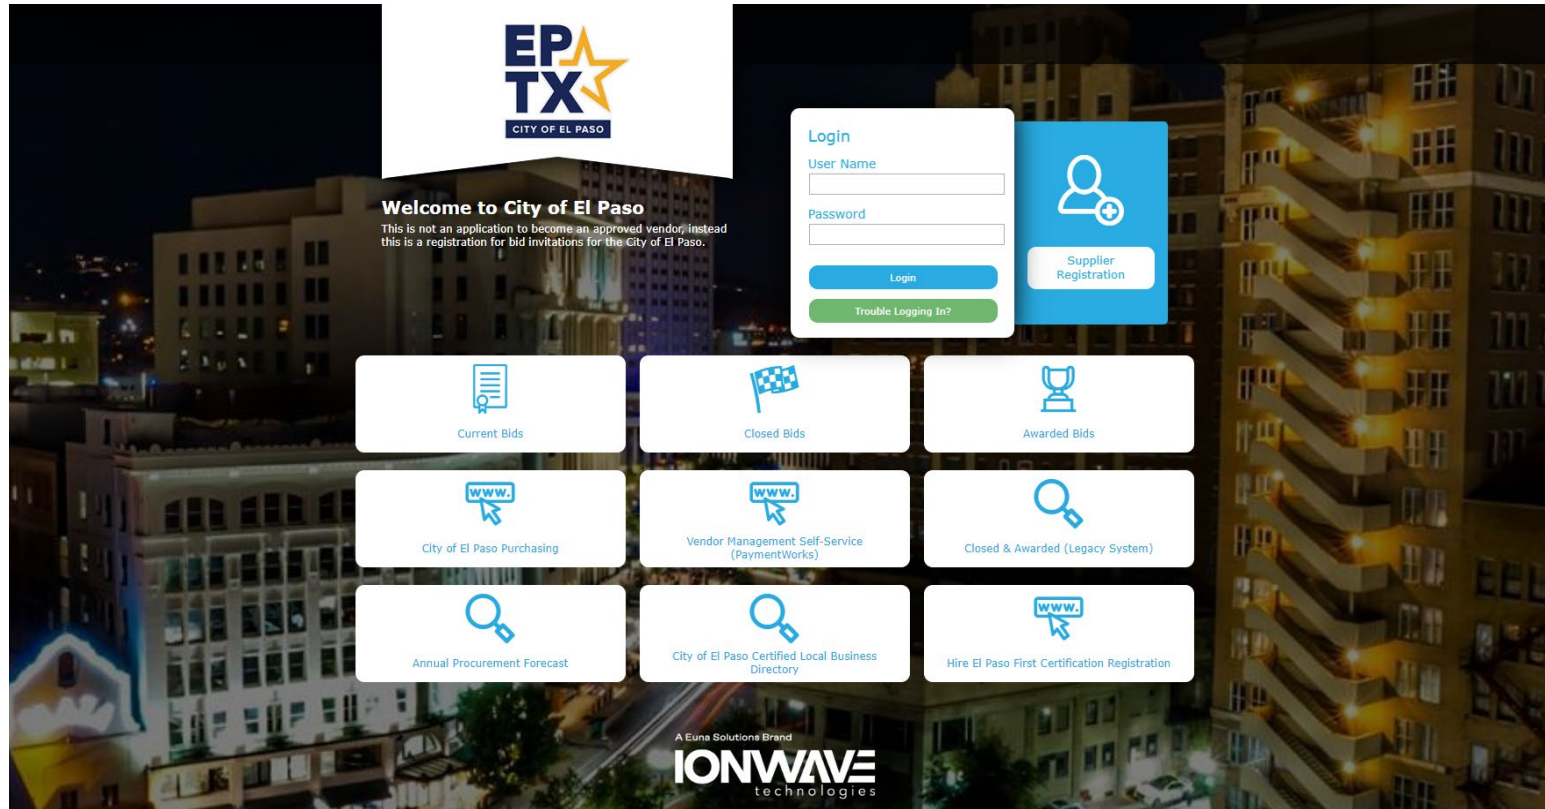 EP
TX
CITY OF EL PASO
Welcome to City of El Paso
This is not an application to become an approved vendor, instead
this is a registration for bid invitations for the City of El Paso.
Login
User Name
Password
Login
Trouble Logging In?
Supplier
Registration
Current Bids
Closed Bids
Awarded Bids
www.
City of El Paso Purchasing
www.
Vendor Management Self-Service
(PaymentWorks)
Closed & Awarded (Legacy System)
Annual Procurement Forecast
City of El Paso Certified Local Business
Directory
www.
Hire El Paso First Certification Registration
A Euna Solutions Brand
IONWAVE
technologies